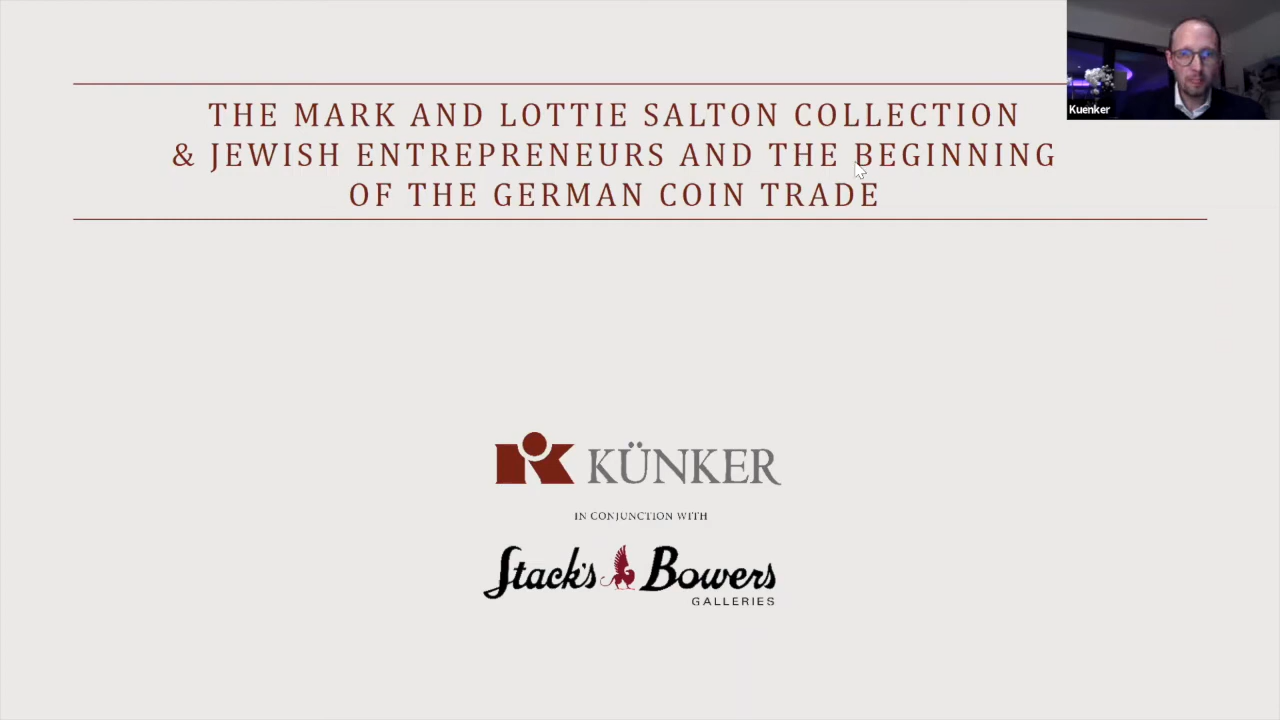 THE MARK AND LOTTIE SALTON COLLECTION
& JEWISH ENTREPRENEURS AND THE BEGINNING
OF THE GERMAN COIN TRADE
Kuenker
KÜNKER
IN CONJUNCTION WITH
Stack's Bowers
GALLERIES